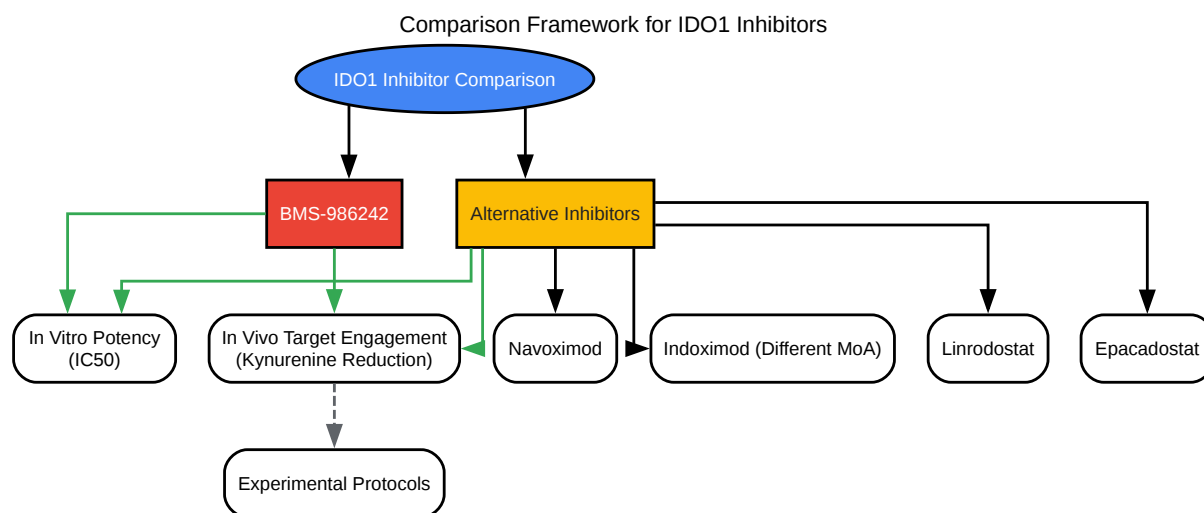 Comparison Framework for IDO1 Inhibitors
IDO1 Inhibitor Comparison
BMS-986242
Alternative Inhibitors
In Vitro Potency
(IC50)
In Vivo Target Engagement
(Kynurenine Reduction)
Navoximod
Indoximod (Different MoA)
Linrodostat
Epacadostat
Experimental Protocols